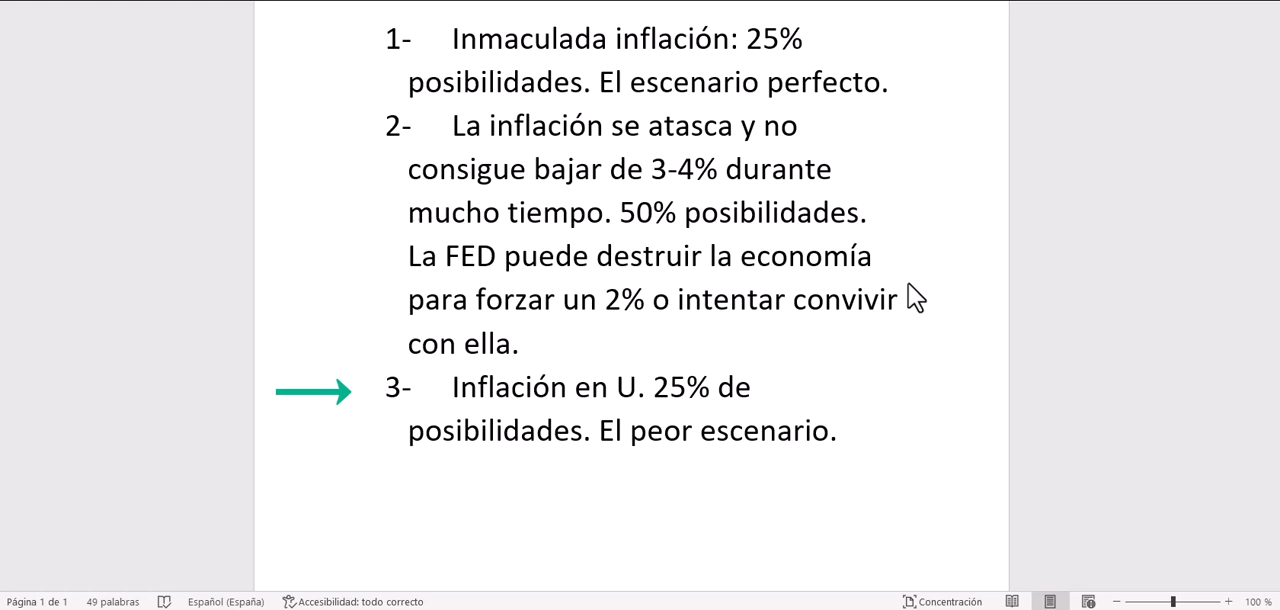 1- Inmaculada inflación: 25%
posibilidades. El escenario perfecto.
2- La inflación se atasca y no
consigue bajar de 3-4% durante
mucho tiempo. 50% posibilidades.
La FED puede destruir la economía
para forzar un 2% o intentar convivir
con ella.
3- Inflación en U. 25% de
posibilidades. El peor escenario.
Página 1 de 1 49 palabras Español (España) Accesibilidad: todo correcto Concentración 100 %